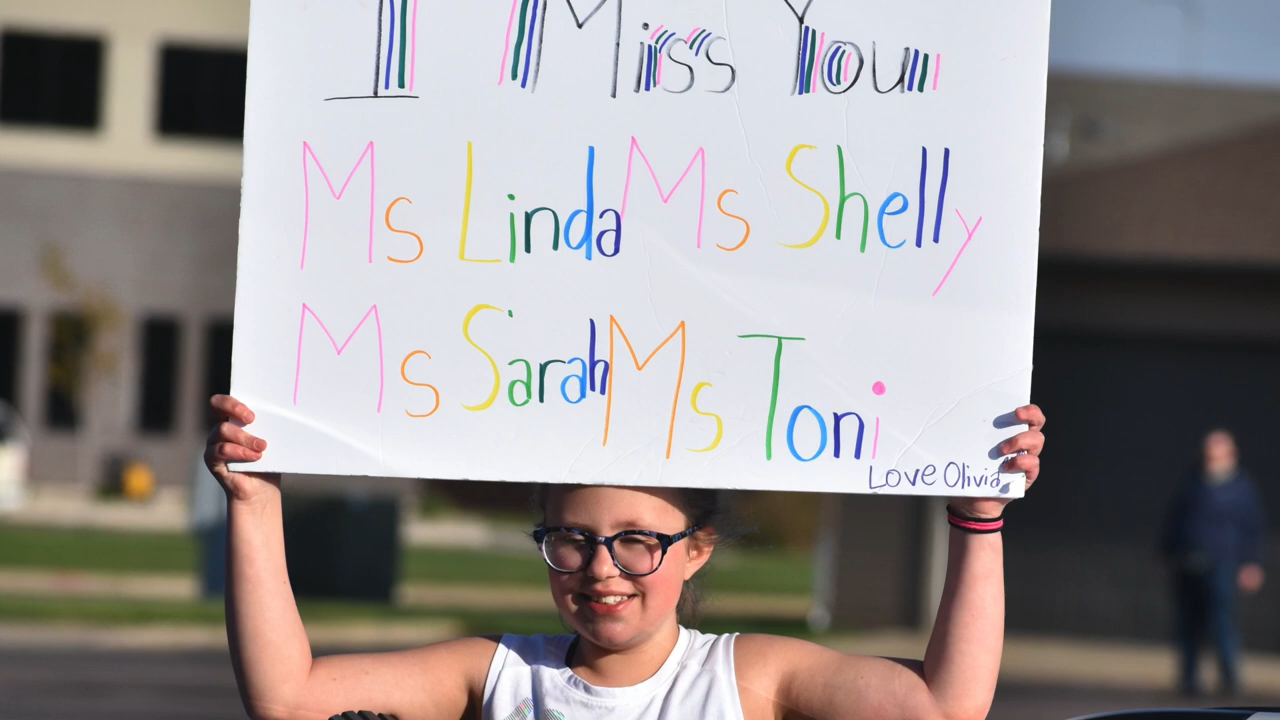 I Miss You
Ms Linda Ms Shelly
Ms Sarah Ms Toni
Love Olivia